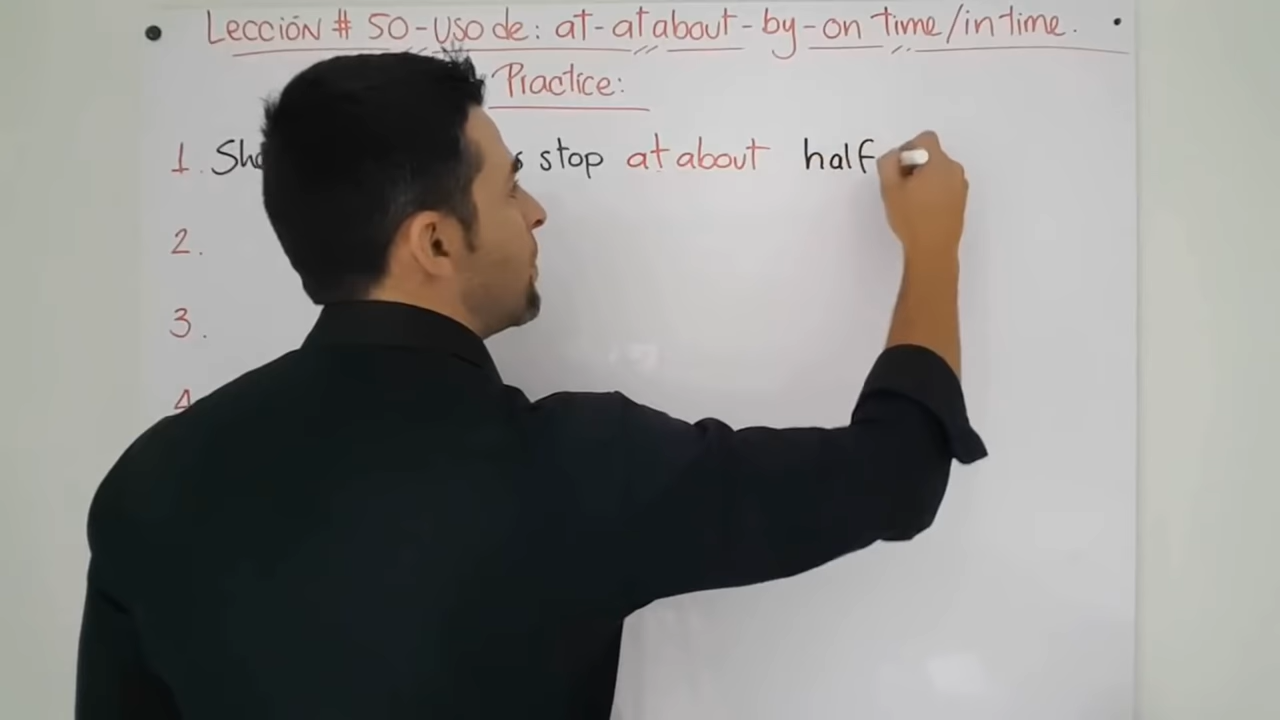 Lección # 50-Uso de: at-at about-by-on time/in time.
Practice:
1. stop at about half
2.
3.
4